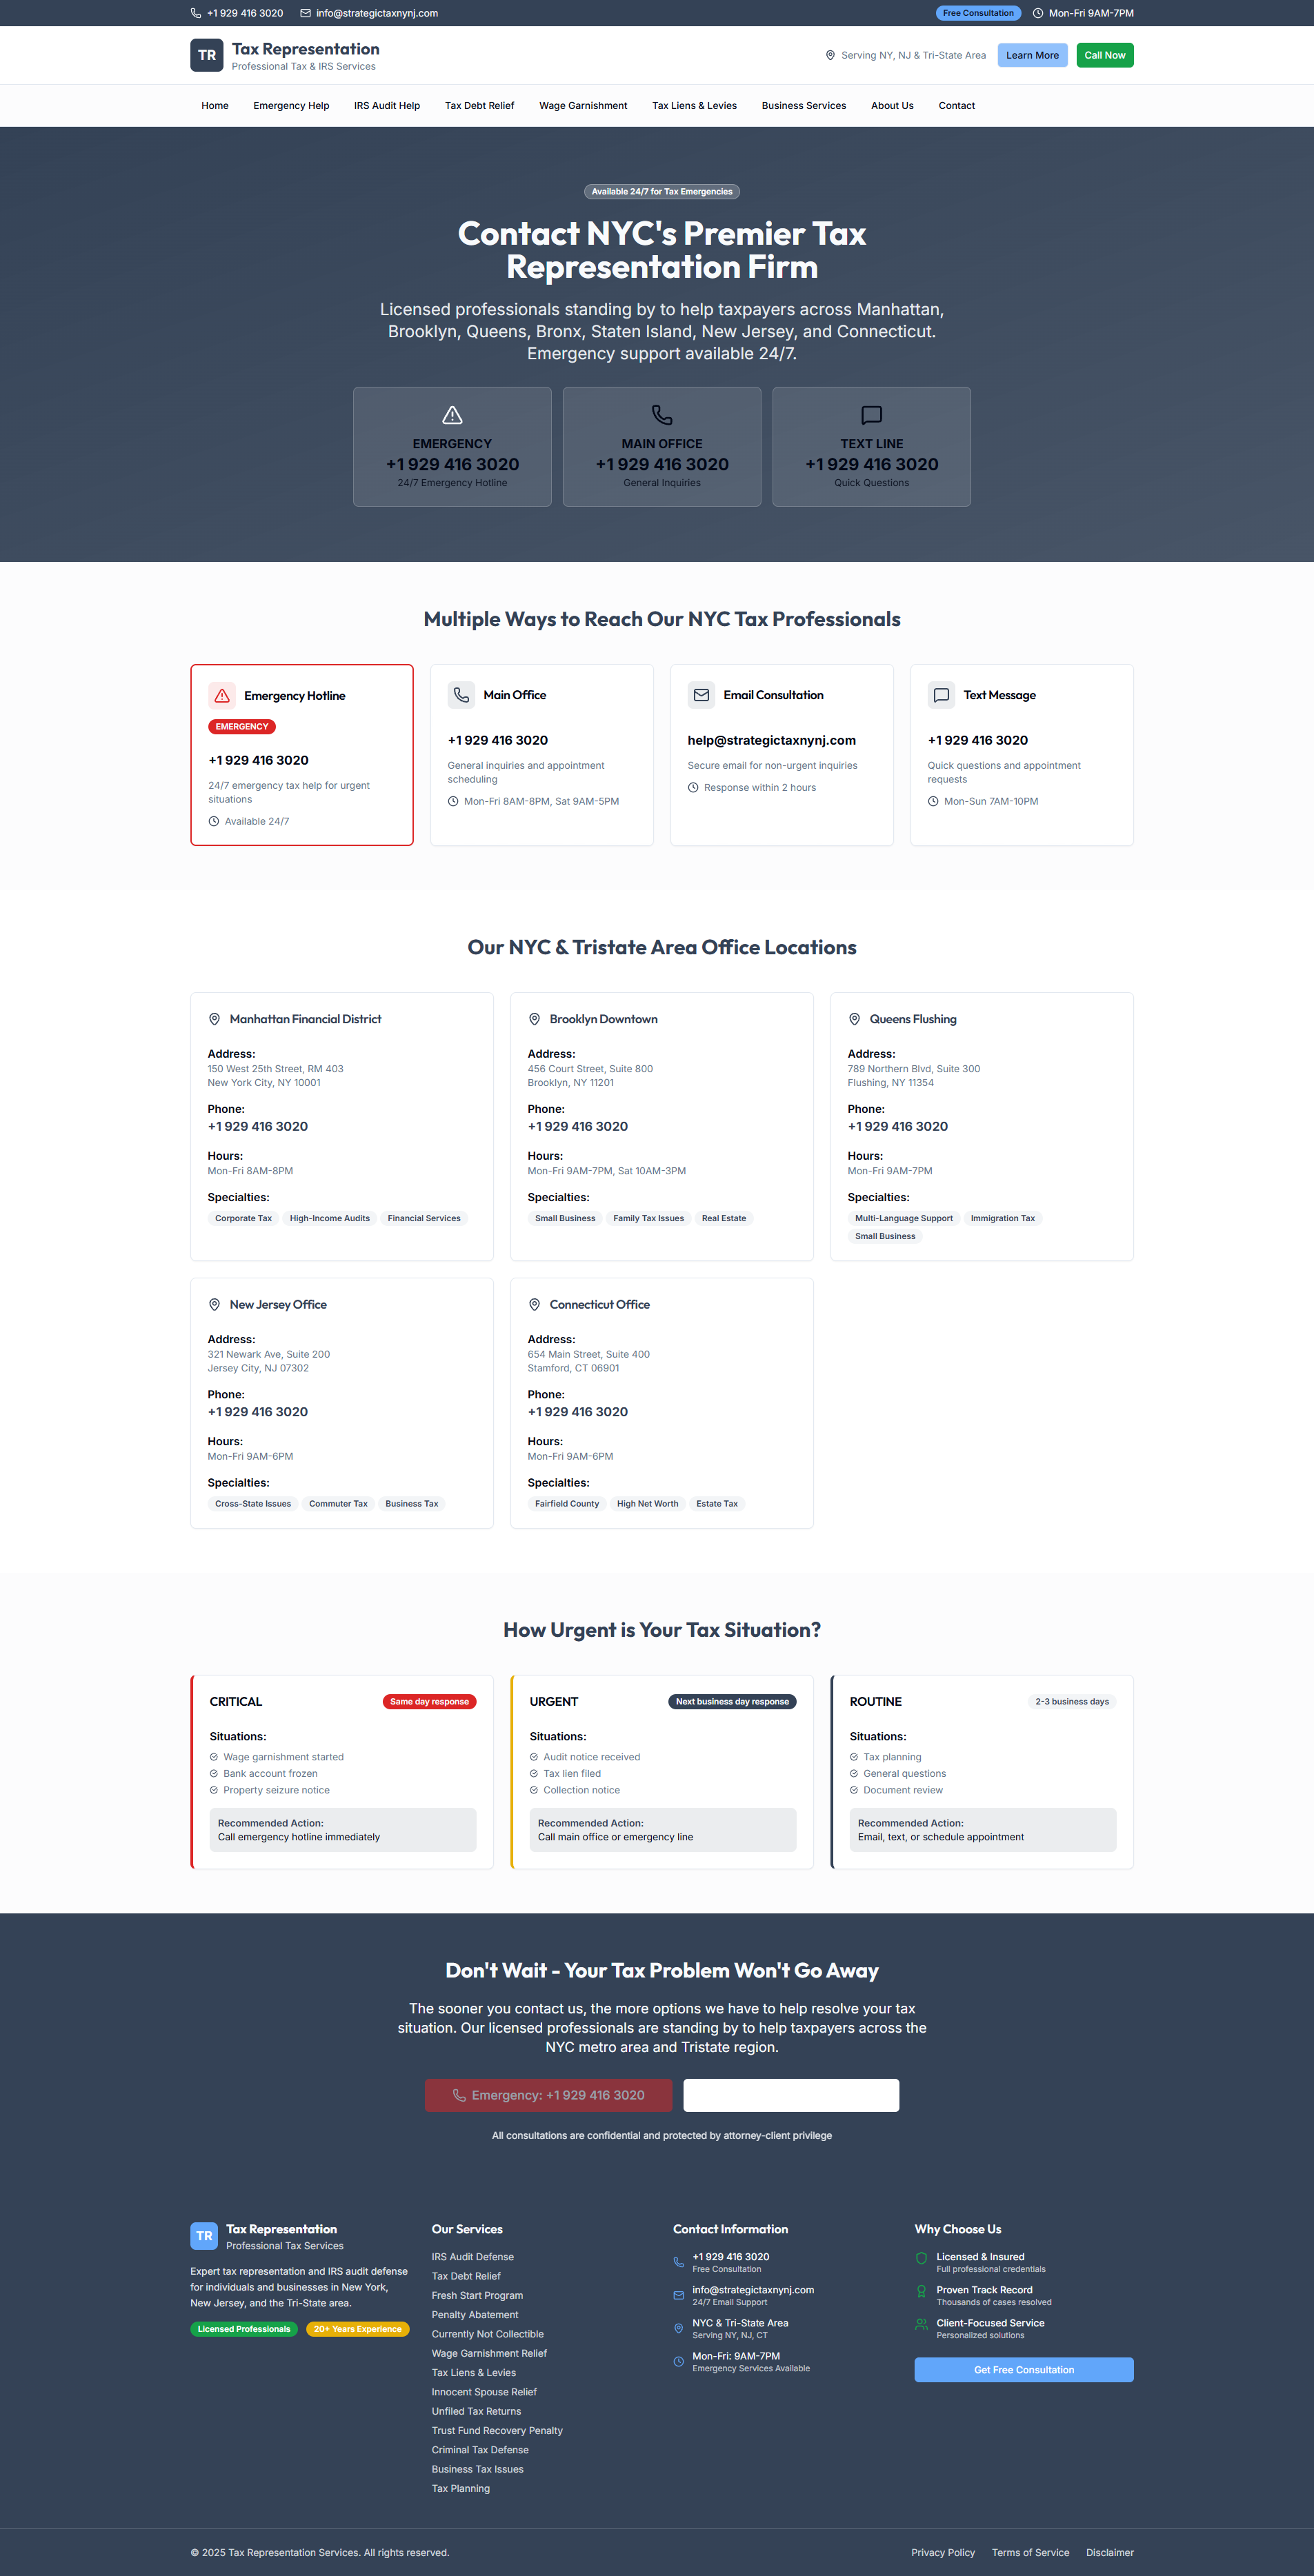 +1 929 416 3020
info@strategictaxnynj.com
Free Consultation
Mon-Fri 9AM-7PM
TR
Tax Representation
Professional Tax & IRS Services
Serving NY, NJ & Tri-State Area
Learn More
Call Now
Home
Emergency Help
IRS Audit Help
Tax Debt Relief
Wage Garnishment
Tax Liens & Levies
Business Services
About Us
Contact
Available 24/7 for Tax Emergencies
Contact NYC's Premier Tax
Representation Firm
Licensed professionals standing by to help taxpayers across Manhattan,
Brooklyn, Queens, Bronx, Staten Island, New Jersey, and Connecticut.
Emergency support available 24/7.
EMERGENCY
+1 929 416 3020
24/7 Emergency Hotline
MAIN OFFICE
+1 929 416 3020
General Inquiries
TEXT LINE
+1 929 416 3020
Quick Questions
Multiple Ways to Reach Our NYC Tax Professionals
Emergency Hotline
EMERGENCY
+1 929 416 3020
24/7 emergency tax help for urgent
situations
Available 24/7
Main Office
+1 929 416 3020
General inquiries and appointment
scheduling
Mon-Fri 8AM-8PM, Sat 9AM-5PM
Email Consultation
help@strategictaxnynj.com
Secure email for non-urgent inquiries
Response within 2 hours
Text Message
+1 929 416 3020
Quick questions and appointment
requests
Mon-Sun 7AM-10PM
Our NYC & Tristate Area Office Locations
Manhattan Financial District
Address:
150 West 25th Street, RM 403
New York City, NY 10001
Phone:
+1 929 416 3020
Hours:
Mon-Fri 8AM-8PM
Specialties:
Corporate Tax
High-Income Audits
Financial Services
Brooklyn Downtown
Address:
456 Court Street, Suite 800
Brooklyn, NY 11201
Phone:
+1 929 416 3020
Hours:
Mon-Fri 9AM-7PM, Sat 10AM-3PM
Specialties:
Small Business
Family Tax Issues
Real Estate
Queens Flushing
Address:
789 Northern Blvd, Suite 300
Flushing, NY 11354
Phone:
+1 929 416 3020
Hours:
Mon-Fri 9AM-7PM
Specialties:
Multi-Language Support
Immigration Tax
Small Business
New Jersey Office
Address:
321 Newark Ave, Suite 200
Jersey City, NJ 07302
Phone:
+1 929 416 3020
Hours:
Mon-Fri 9AM-6PM
Specialties:
Cross-State Issues
Commuter Tax
Business Tax
Connecticut Office
Address:
654 Main Street, Suite 400
Stamford, CT 06901
Phone:
+1 929 416 3020
Hours:
Mon-Fri 9AM-6PM
Specialties:
Fairfield County
High Net Worth
Estate Tax
How Urgent is Your Tax Situation?
CRITICAL
Same day response
Situations:
Wage garnishment started
Bank account frozen
Property seizure notice
Recommended Action:
Call emergency hotline immediately
URGENT
Next business day response
Situations:
Audit notice received
Tax lien filed
Collection notice
Recommended Action:
Call main office or emergency line
ROUTINE
2-3 business days
Situations:
Tax planning
General questions
Document review
Recommended Action:
Email, text, or schedule appointment
Don't Wait - Your Tax Problem Won't Go Away
The sooner you contact us, the more options we have to help resolve your tax
situation. Our licensed professionals are standing by to help taxpayers across the
NYC metro area and Tristate region.
Emergency: +1 929 416 3020
All consultations are confidential and protected by attorney-client privilege
TR
Tax Representation
Professional Tax Services
Expert tax representation and IRS audit defense
for individuals and businesses in New York,
New Jersey, and the Tri-State area.
Licensed Professionals
20+ Years Experience
Our Services
IRS Audit Defense
Tax Debt Relief
Fresh Start Program
Penalty Abatement
Currently Not Collectible
Wage Garnishment Relief
Tax Liens & Levies
Innocent Spouse Relief
Unfiled Tax Returns
Trust Fund Recovery Penalty
Criminal Tax Defense
Business Tax Issues
Tax Planning
Contact Information
+1 929 416 3020
Free Consultation
info@strategictaxnynj.com
24/7 Email Support
NYC & Tri-State Area
Serving NY, NJ, CT
Mon-Fri: 9AM-7PM
Emergency Services Available
Why Choose Us
Licensed & Insured
Full professional credentials
Proven Track Record
Thousands of cases resolved
Client-Focused Service
Personalized solutions
Get Free Consultation
© 2025 Tax Representation Services. All rights reserved.
Privacy Policy
Terms of Service
Disclaimer